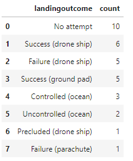 landingoutcome count
0 No attempt 10
1 Success (drone ship) 6
2 Failure (drone ship) 5
3 Success (ground pad) 5
4 Controlled (ocean) 3
5 Uncontrolled (ocean) 2
6 Precluded (drone ship) 1
7 Failure (parachute) 1